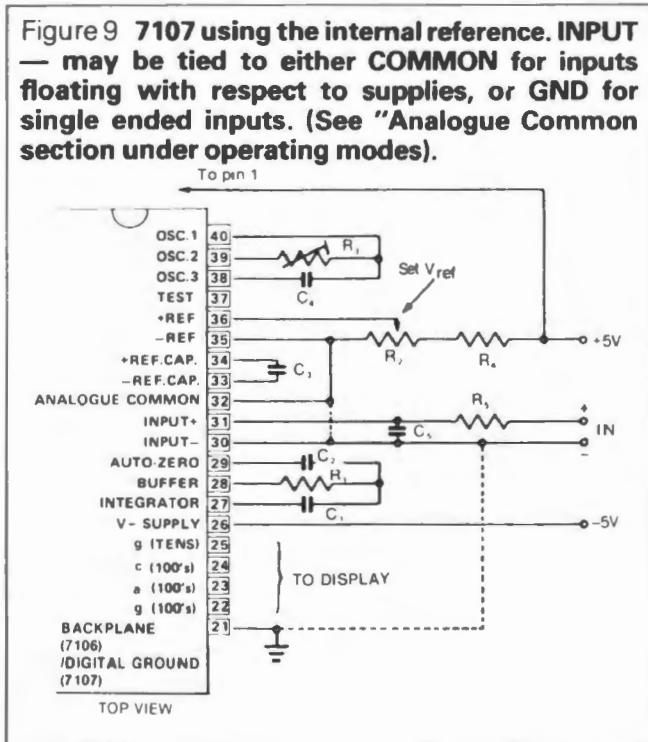 Figure 9 7107 using the internal reference. INPUT
— may be tied to either COMMON for inputs
floating with respect to supplies, or GND for
single ended inputs. (See "Analogue Common
section under operating modes).
To pin 1
OSC.1 40
OSC.2 39
OSC.3 38
TEST 37
+REF 36
-REF 35
+REF.CAP. 34
-REF.CAP. 33
ANALOGUE COMMON 32
INPUT+ 31
INPUT- 30
AUTO-ZERO 29
BUFFER 28
INTEGRATOR 27
V- SUPPLY 26
g (TENS) 25
c (100's) 24
a (100's) 23
g (100's) 22
BACKPLANE 21
(7106)
/DIGITAL GROUND
(7107)
TOP VIEW
C4
Set Vref
R4
+5V
C3
R5
+
IN
-
C5
C2
-5V
TO DISPLAY